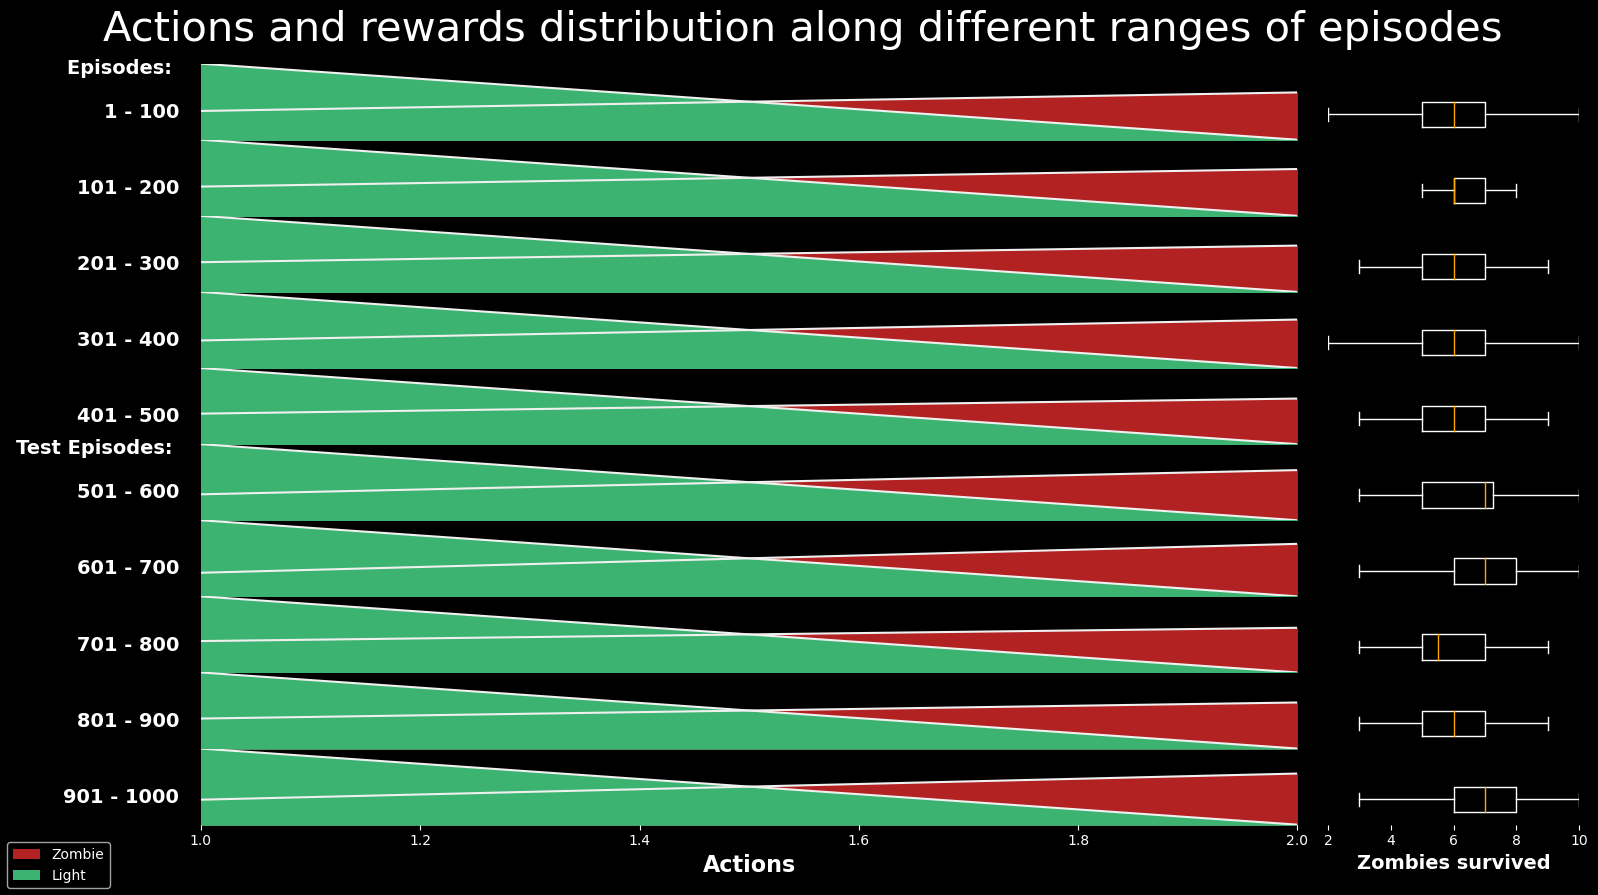 Actions and rewards distribution along different ranges of episodes
Episodes:
1 - 100
101 - 200
201 - 300
301 - 400
401 - 500
Test Episodes:
501 - 600
601 - 700
701 - 800
801 - 900
901 - 1000
1.0 1.2 1.4 1.6 1.8 2.0 2 4 6 8 10
Actions
Zombies survived
Zombie
Light